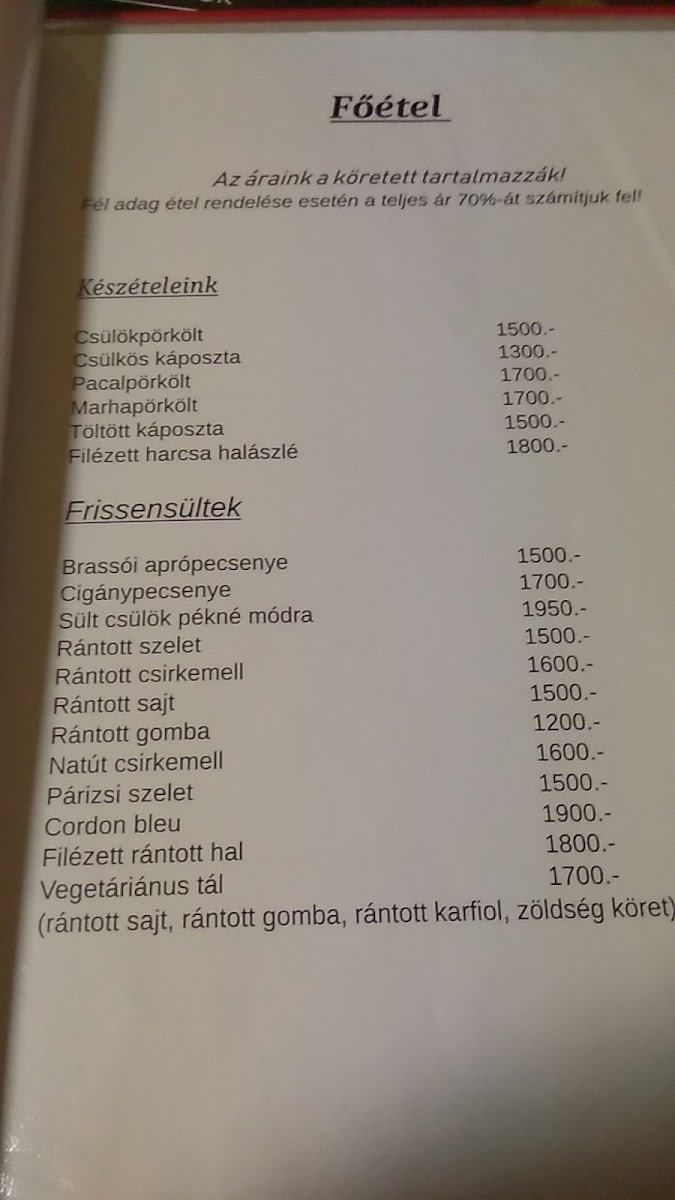 Főétel
Az áraink a köretett tartalmazzák!
Fél adag étel rendelése esetén a teljes ár 70%-át számítjuk fel!
Készételeink
Csülökpörkölt 1500.-
Csülkös káposzta 1300.-
Pacalpörkölt 1700.-
Marhapörkölt 1700.-
Töltött káposzta 1500.-
Filézett harcsa halászlé 1800.-
Frissensültek
Brassói aprópecsenye 1500.-
Cigánypecsenye 1700.-
Sült csülök pékné módra 1950.-
Rántott szelet 1500.-
Rántott csirkemell 1600.-
Rántott sajt 1500.-
Rántott gomba 1200.-
Natút csirkemell 1600.-
Párizsi szelet 1500.-
Cordon bleu 1900.-
Filézett rántott hal 1800.-
Vegetáriánus tál 1700.-
(rántott sajt, rántott gomba, rántott karfiol, zöldség köret)